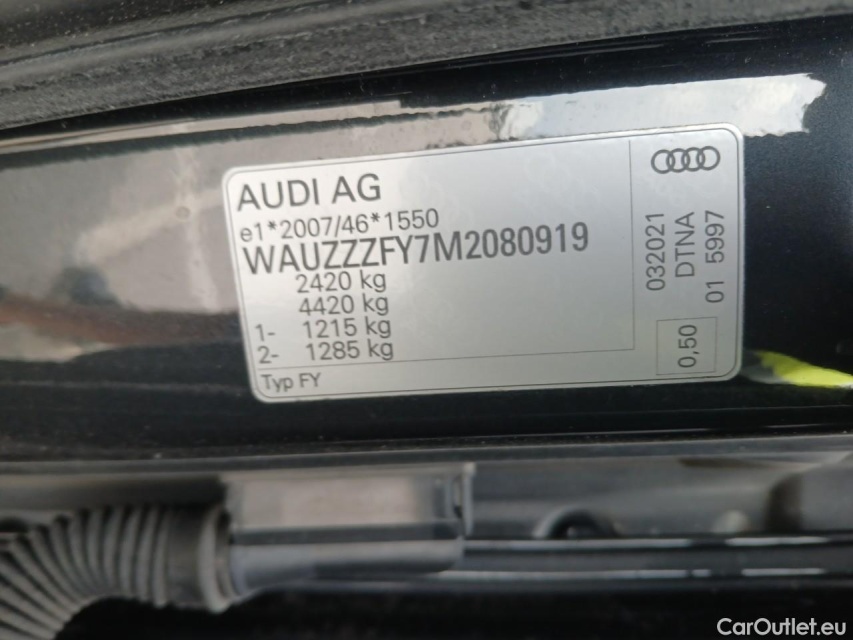 AUDI AG
e1*2007/46*1550
WAUZZZFY7M2080919
2420 kg
4420 kg
1- 1215 kg
2- 1285 kg
Typ FY
032021
DTNA
01 5997
0,50
CarOutlet.eu